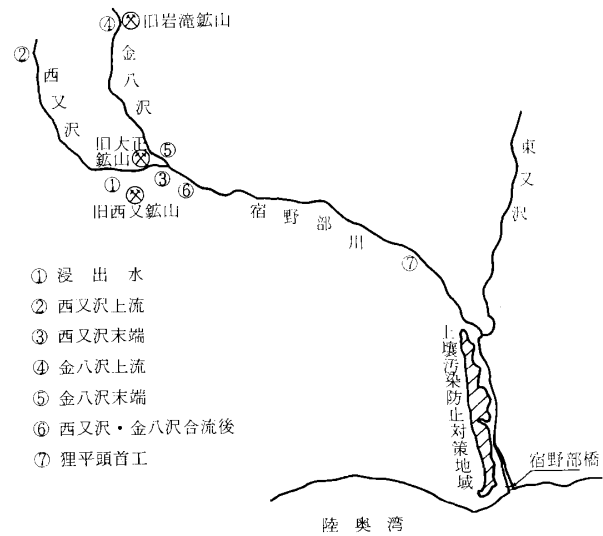 ④ 旧岩滝鉱山
②
金八沢
西又沢
東又沢
旧大正
鉱山
⑤
① ③ ⑥
旧西又鉱山
宿野部川
⑦
① 浸出水
② 西又沢上流
③ 西又沢末端
④ 金八沢上流
⑤ 金八沢末端
⑥ 西又沢・金八沢合流後
⑦ 狸平頭首工
土壌汚染防止対策地域
宿野部橋
陸奥湾